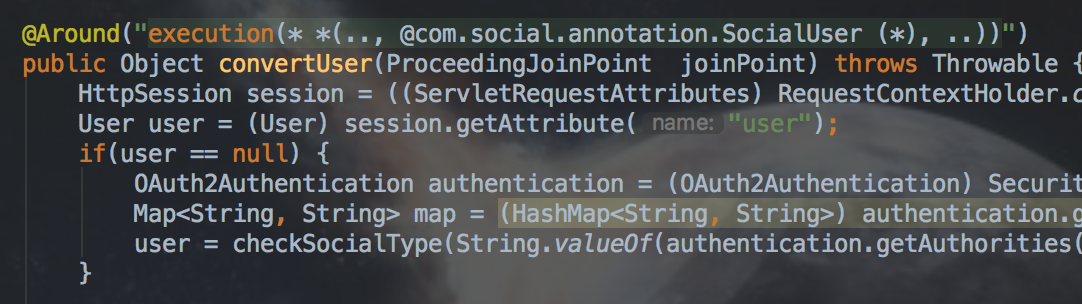 @Around("execution(* *(.., @com.social.annotation.SocialUser (*), ..))")
public Object convertUser(ProceedingJoinPoint joinPoint) throws Throwable {
HttpSession session = ((ServletRequestAttributes) RequestContextHolder.c
User user = (User) session.getAttribute( name: "user");
if(user == null) {
OAuth2Authentication authentication = (OAuth2Authentication) Securit
Map<String, String> map = (HashMap<String, String>) authentication.g
user = checkSocialType(String.valueOf(authentication.getAuthorities(
}